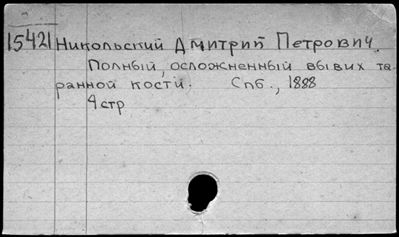 15421 Никольский Дмитрий Петрович.
Полный, осложненный вывих та-
ранной кости. Спб., 1888
4 стр